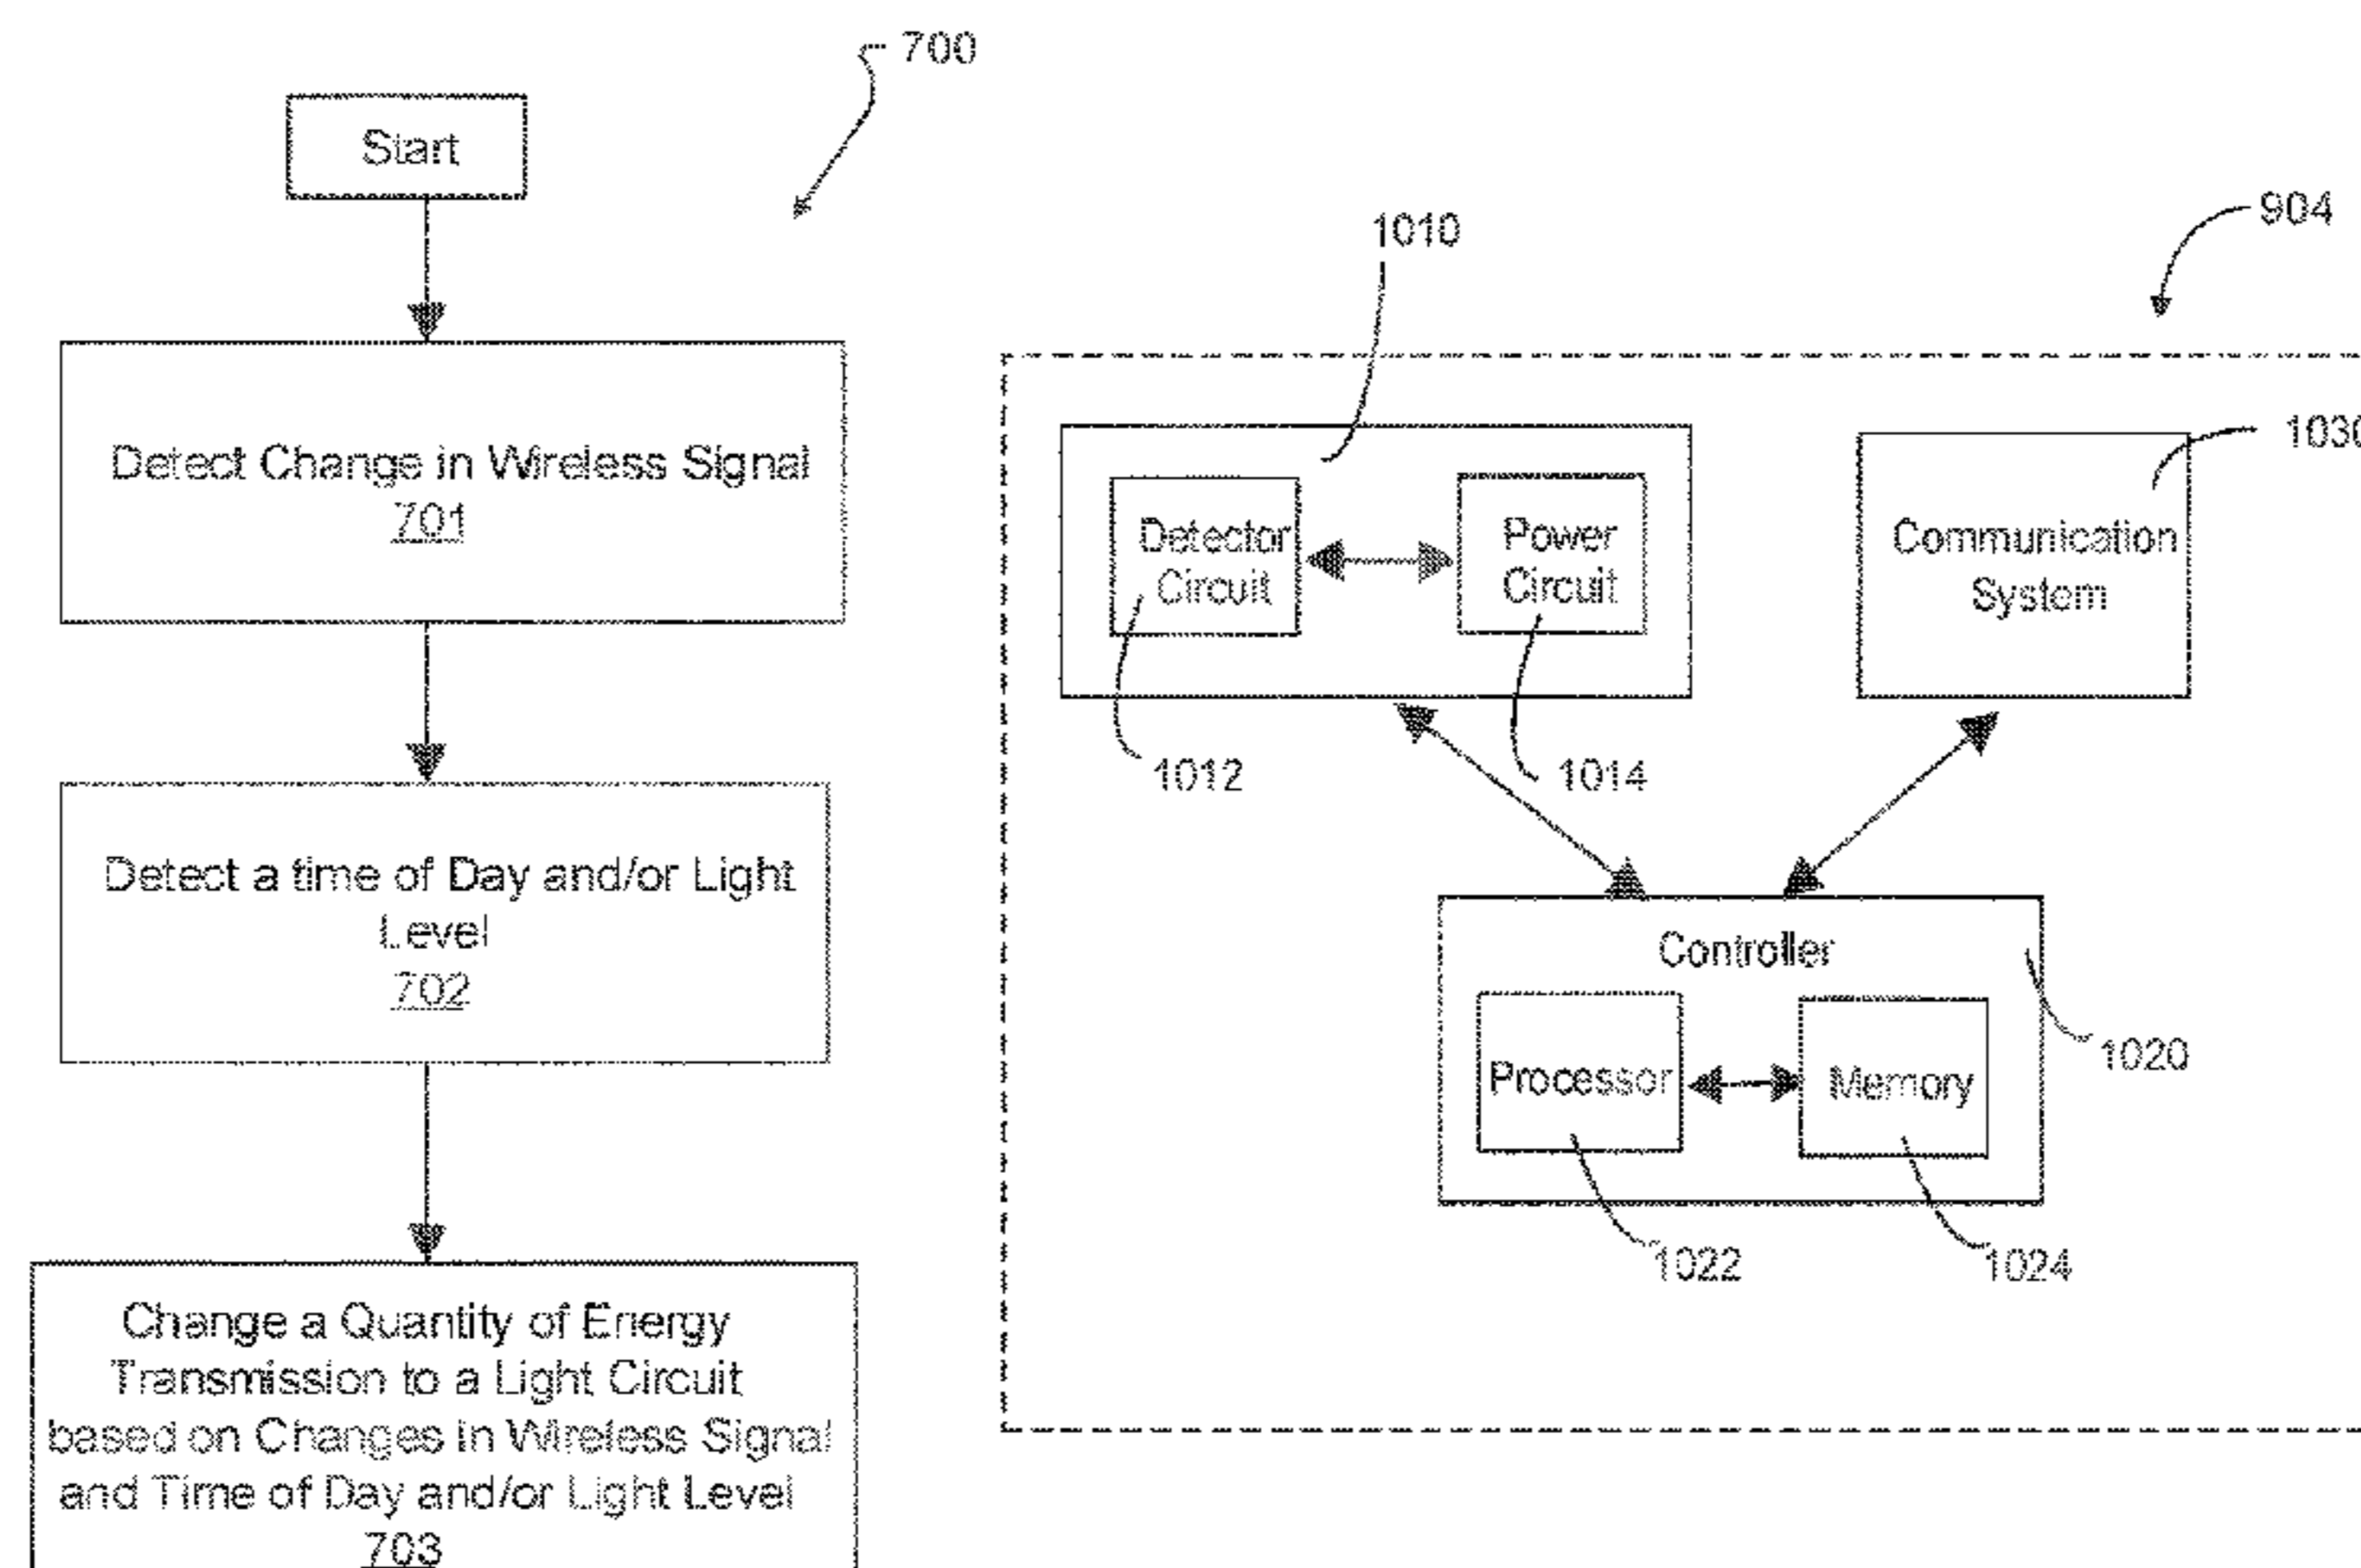 700
Start
Detect Change in Wireless Signal
701
Detect a time of Day and/or Light
Level
702
Change a Quantity of Energy
Transmission to a Light Circuit
based on Changes in Wireless Signal
and Time of Day and/or Light Level
703
904
1010
1030
Detector
Circuit
Power
Circuit
Communication
System
1012
1014
Controller
Processor
Memory
1020
1022
1024